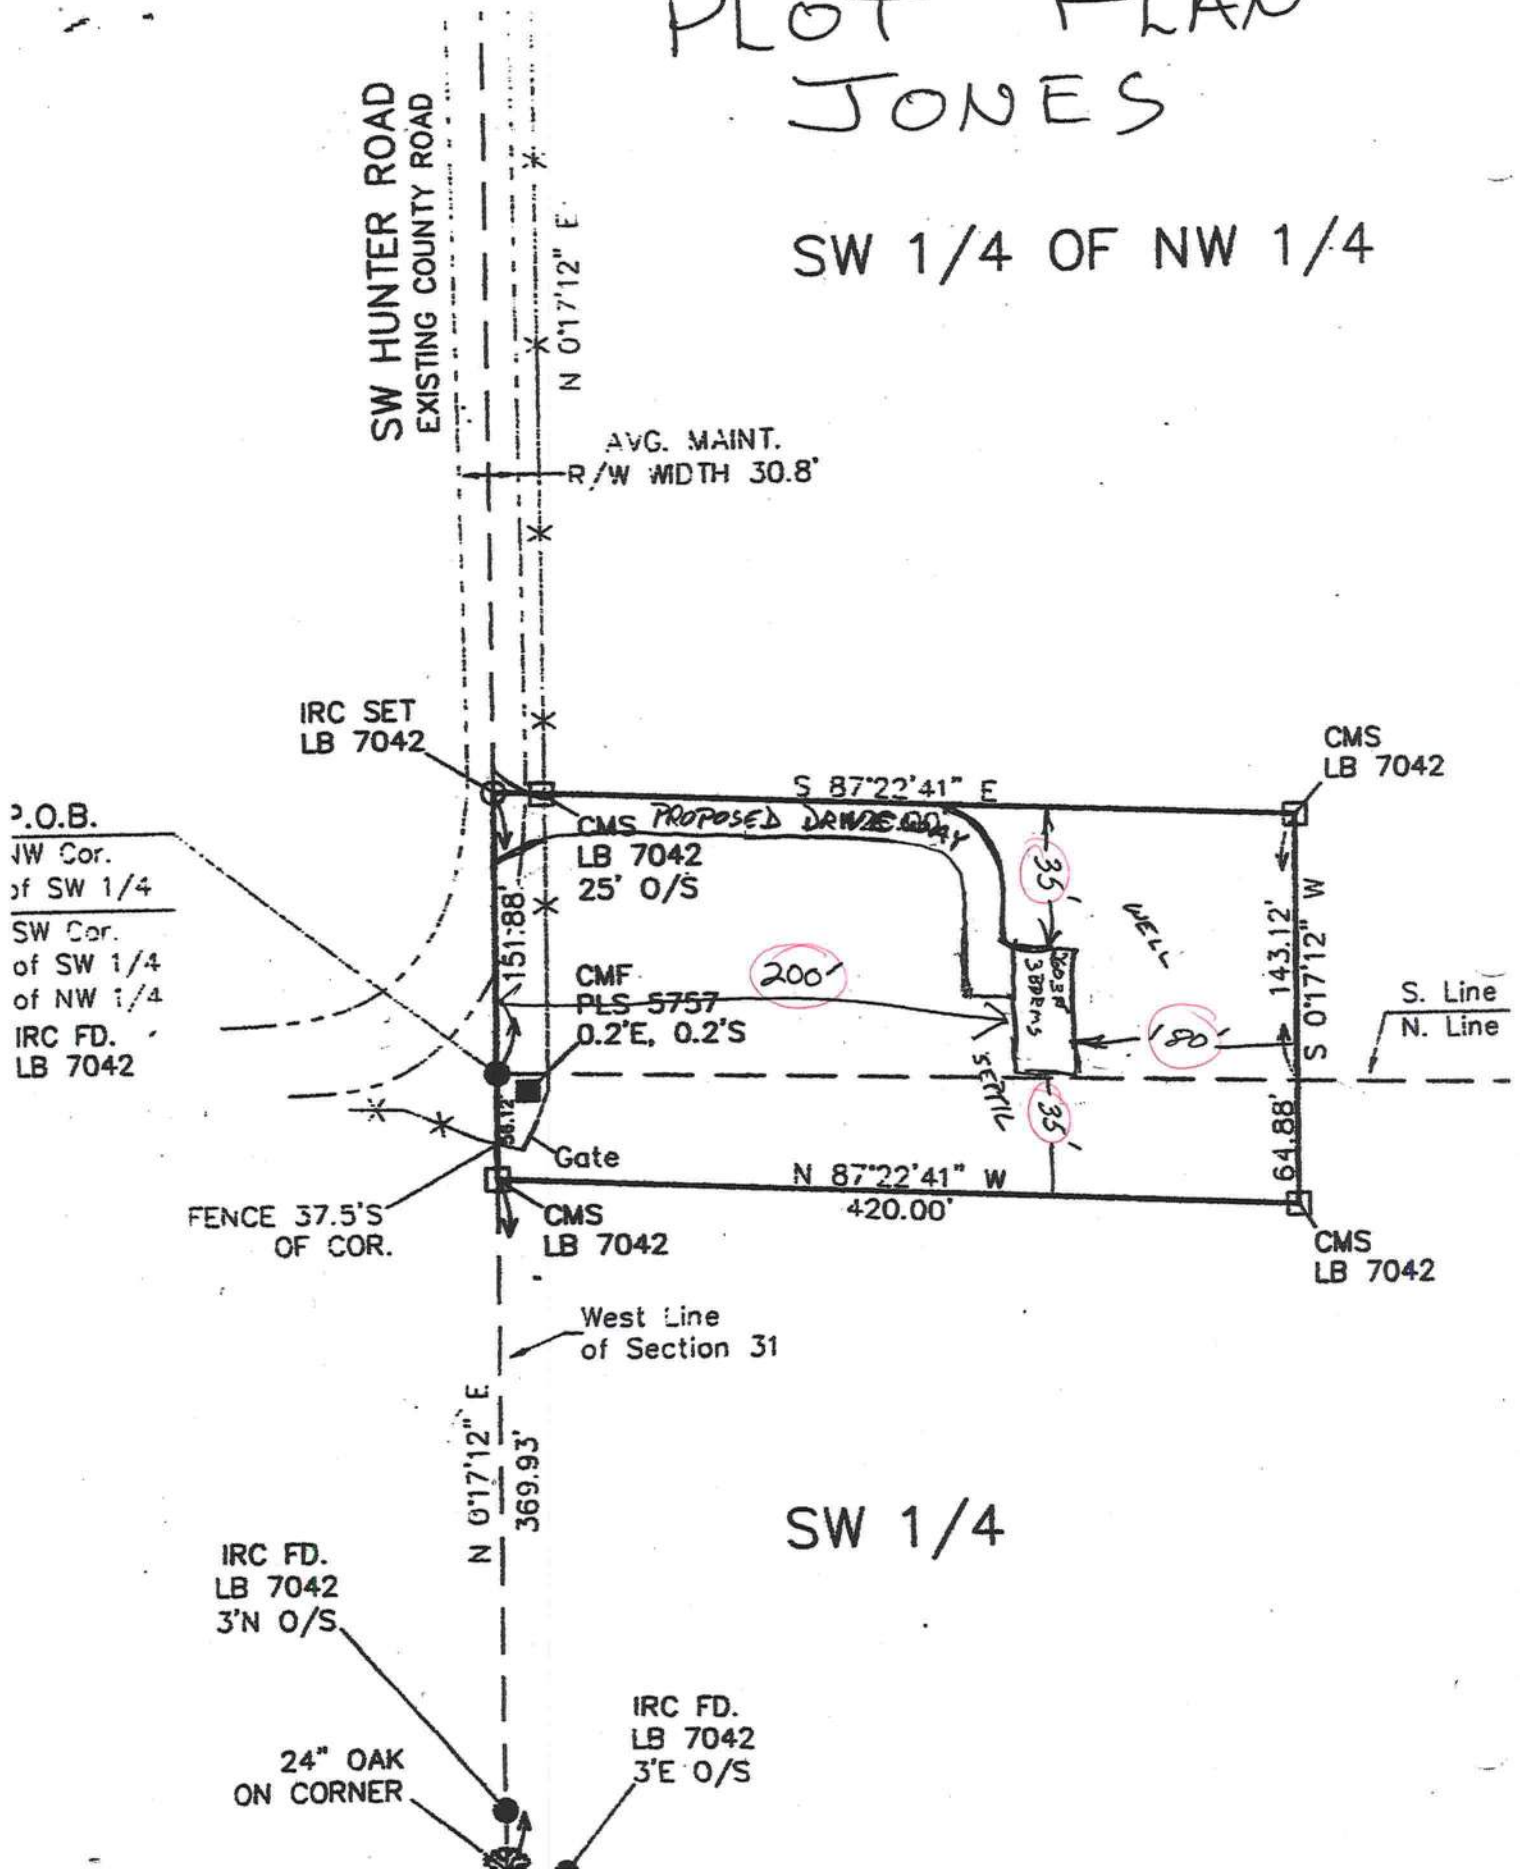 PLOT PLAN
JONES
SW HUNTER ROAD
EXISTING COUNTY ROAD
N 0°17'12" E
SW 1/4 OF NW 1/4
AVG. MAINT.
R/W WIDTH 30.8'
IRC SET
LB 7042
CMS
LB 7042
S 87°22'41" E
PROPOSED
CMS
LB 7042
25' O/S
P.O.B.
NW Cor.
of SW 1/4
SW Cor.
of SW 1/4
of NW 1/4
IRC FD.
LB 7042
151.88'
35'
WELL
143.12'
S 0°17'12" W
200'
CMF
PLS 5757
0.2'E, 0.2'S
3BDRMS
80'
S. Line
N. Line
SEPTIC
35'
64.88'
Gate
N 87°22'41" W
420.00'
FENCE 37.5'S
OF COR.
CMS
LB 7042
CMS
LB 7042
West Line
of Section 31
N 0°17'12" E
369.93'
SW 1/4
IRC FD.
LB 7042
3'N O/S
IRC FD.
LB 7042
3'E O/S
24" OAK
ON CORNER